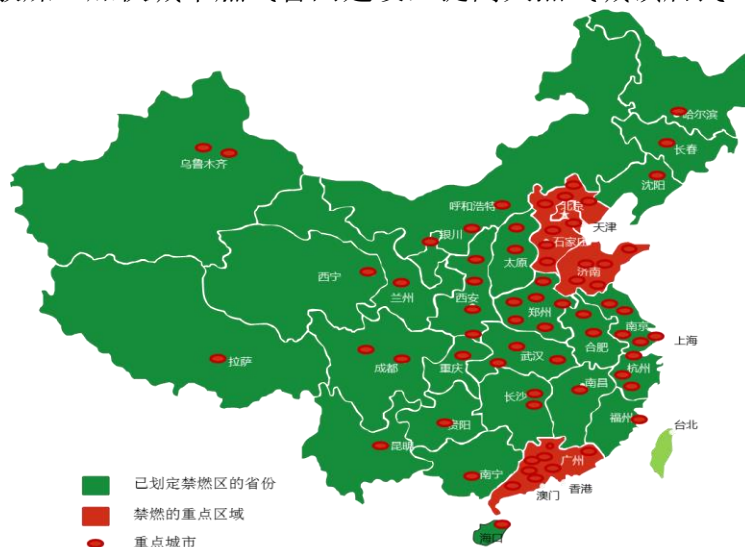 哈尔滨
长春
乌鲁木齐
沈阳
呼和浩特
北京
银川
天津
石家庄
太原
济南
西宁
兰州
西安
郑州
南京
上海
合肥
拉萨
成都
重庆
武汉
杭州
南昌
长沙
贵阳
福州
台北
昆明
广州
南宁
香港
澳门
海口
已划定禁燃区的省份
禁燃的重点区域
重点城市